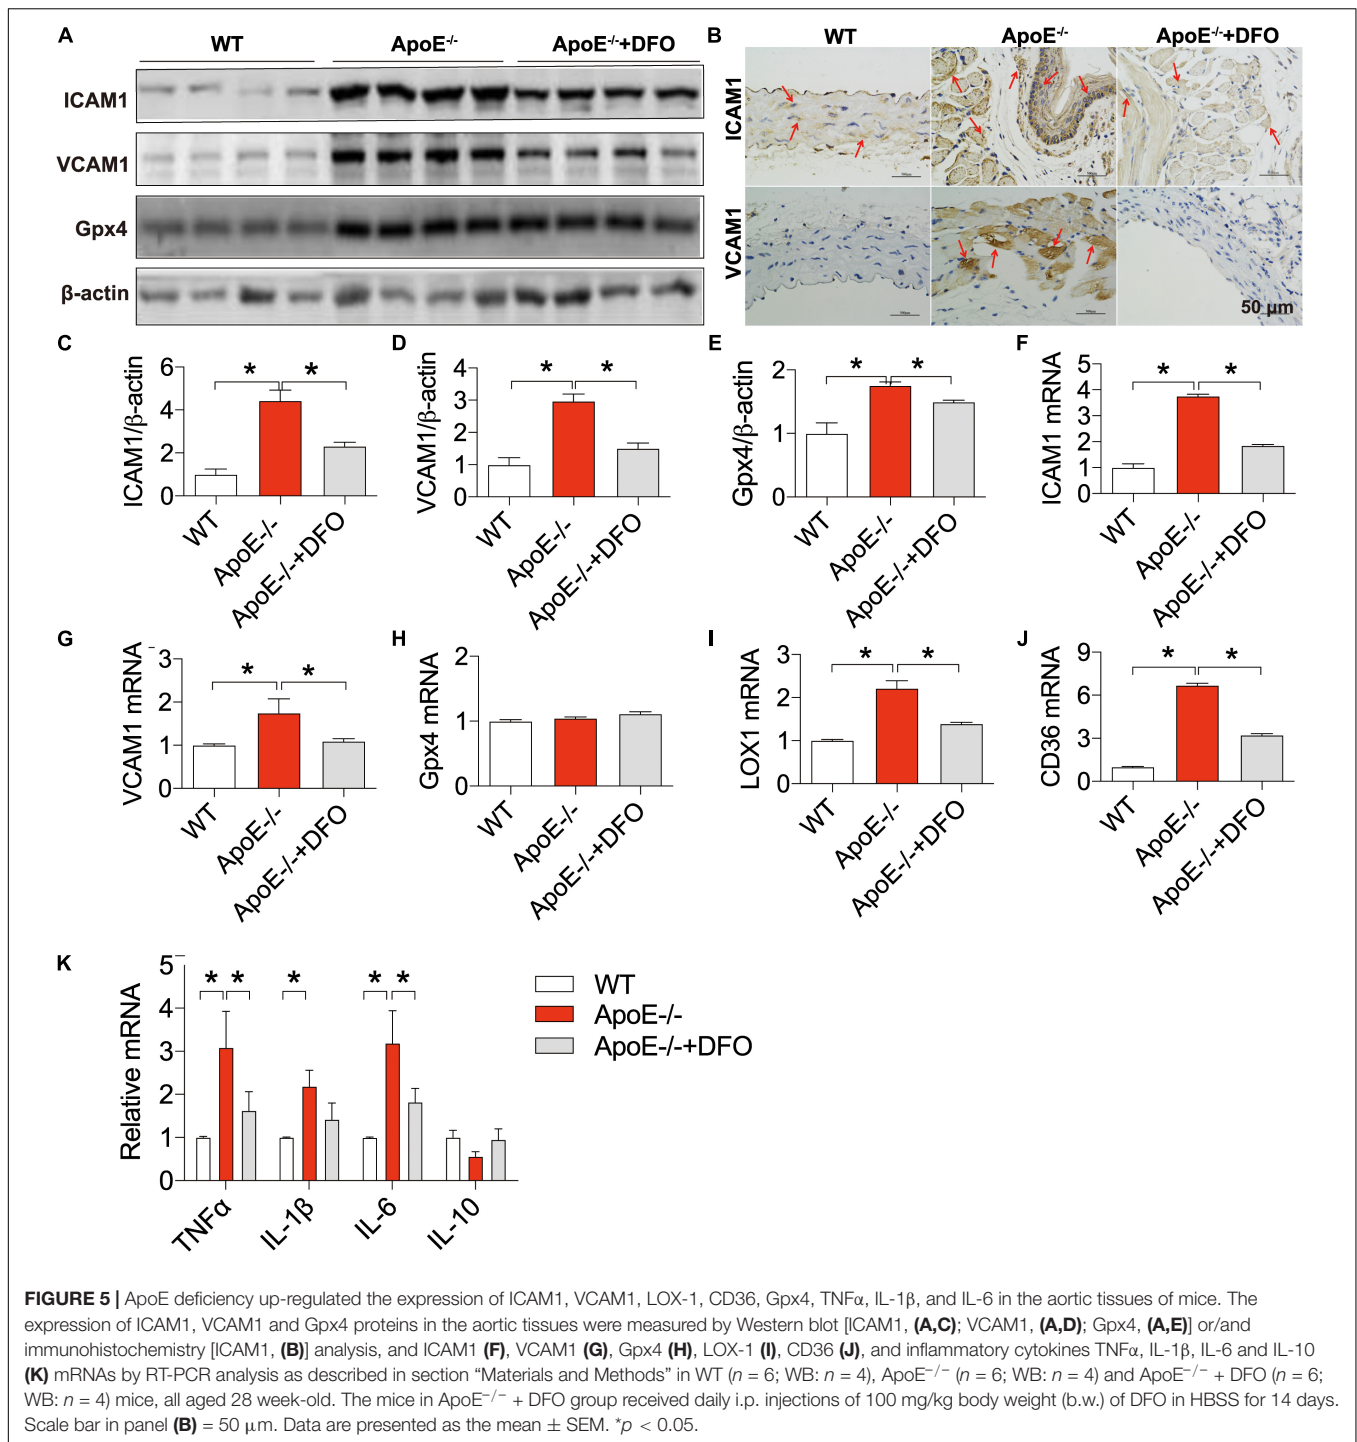 A
WT
ApoE-/-
ApoE-/-+DFO
ICAM1
VCAM1
Gpx4
β-actin
B
WT
ApoE-/-
ApoE-/-+DFO
ICAM1
VCAM1
50 µm
C
ICAM1/β-actin
6
4
2
0
* *
WT
ApoE-/-
ApoE-/-+DFO
D
VCAM1/β-actin
4
3
2
1
0
* *
WT
ApoE-/-
ApoE-/-+DFO
E
Gpx4/β-actin
2
1
0
* *
WT
ApoE-/-
ApoE-/-+DFO
F
ICAM1 mRNA
5
4
3
2
1
0
* *
WT
ApoE-/-
ApoE-/-+DFO
G
VCAM1 mRNA
3
2
1
0
* *
WT
ApoE-/-
ApoE-/-+DFO
H
Gpx4 mRNA
2
1
0
WT
ApoE-/-
ApoE-/-+DFO
I
LOX1 mRNA
3
2
1
0
* *
WT
ApoE-/-
ApoE-/-+DFO
J
CD36 mRNA
9
6
3
0
* *
WT
ApoE-/-
ApoE-/-+DFO
K
Relative mRNA
5
4
3
2
1
0
* * * * *
TNFα
IL-1β
IL-6
IL-10
WT
ApoE-/-
ApoE-/-+DFO
FIGURE 5 | ApoE deficiency up-regulated the expression of ICAM1, VCAM1, LOX-1, CD36, Gpx4, TNFα, IL-1β, and IL-6 in the aortic tissues of mice. The
expression of ICAM1, VCAM1 and Gpx4 proteins in the aortic tissues were measured by Western blot [ICAM1, (A,C); VCAM1, (A,D); Gpx4, (A,E)] or/and
immunohistochemistry [ICAM1, (B)] analysis, and ICAM1 (F), VCAM1 (G), Gpx4 (H), LOX-1 (I), CD36 (J), and inflammatory cytokines TNFα, IL-1β, IL-6 and IL-10
(K) mRNAs by RT-PCR analysis as described in section “Materials and Methods” in WT (n = 6; WB: n = 4), ApoE−/− (n = 6; WB: n = 4) and ApoE−/− + DFO (n = 6;
WB: n = 4) mice, all aged 28 week-old. The mice in ApoE−/− + DFO group received daily i.p. injections of 100 mg/kg body weight (b.w.) of DFO in HBSS for 14 days.
Scale bar in panel (B) = 50 µm. Data are presented as the mean ± SEM. *p < 0.05.